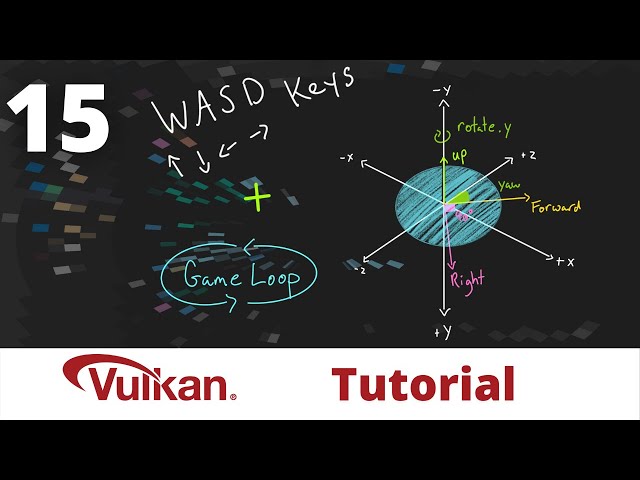 15
WASD Keys
+
Game Loop
-Y
rotate.y
up
-x
+z
yaw
Forward
-z
+x
Right
+Y
Vulkan®
Tutorial